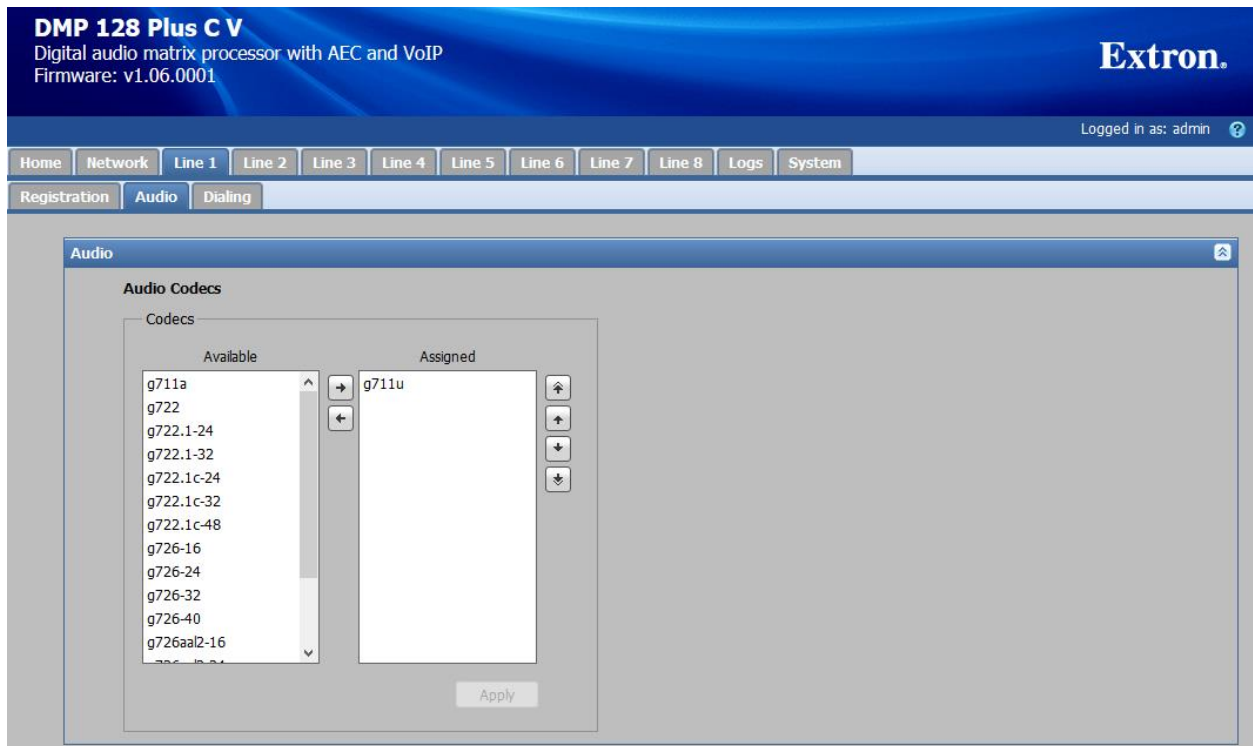 DMP 128 Plus C V
Digital audio matrix processor with AEC and VoIP
Firmware: v1.06.0001
Extron®
Logged in as: admin ?
Home Network Line 1 Line 2 Line 3 Line 4 Line 5 Line 6 Line 7 Line 8 Logs System
Registration Audio Dialing
Audio
Audio Codecs
Codecs
Available
g711a
g722
g722.1-24
g722.1-32
g722.1c-24
g722.1c-32
g722.1c-48
g726-16
g726-24
g726-32
g726-40
g726aal2-16
Assigned
g711u
Apply